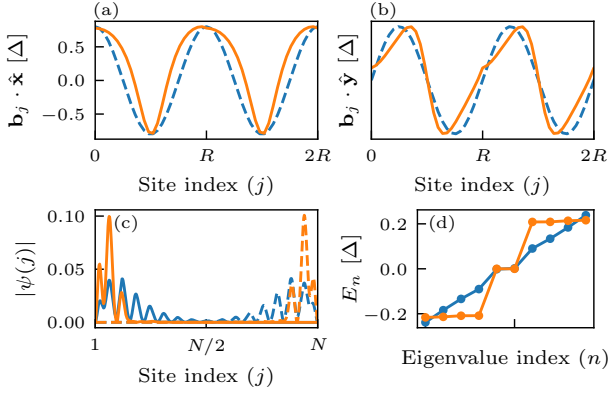 (a)
b_j · x̂ [Δ]
0.5
0.0
−0.5
0
R
2R
Site index (j)
(b)
b_j · ŷ [Δ]
0
R
2R
Site index (j)
(c)
|ψ(j)|
0.10
0.05
0.00
1
N/2
N
Site index (j)
(d)
E_n [Δ]
0.2
0.0
−0.2
Eigenvalue index (n)